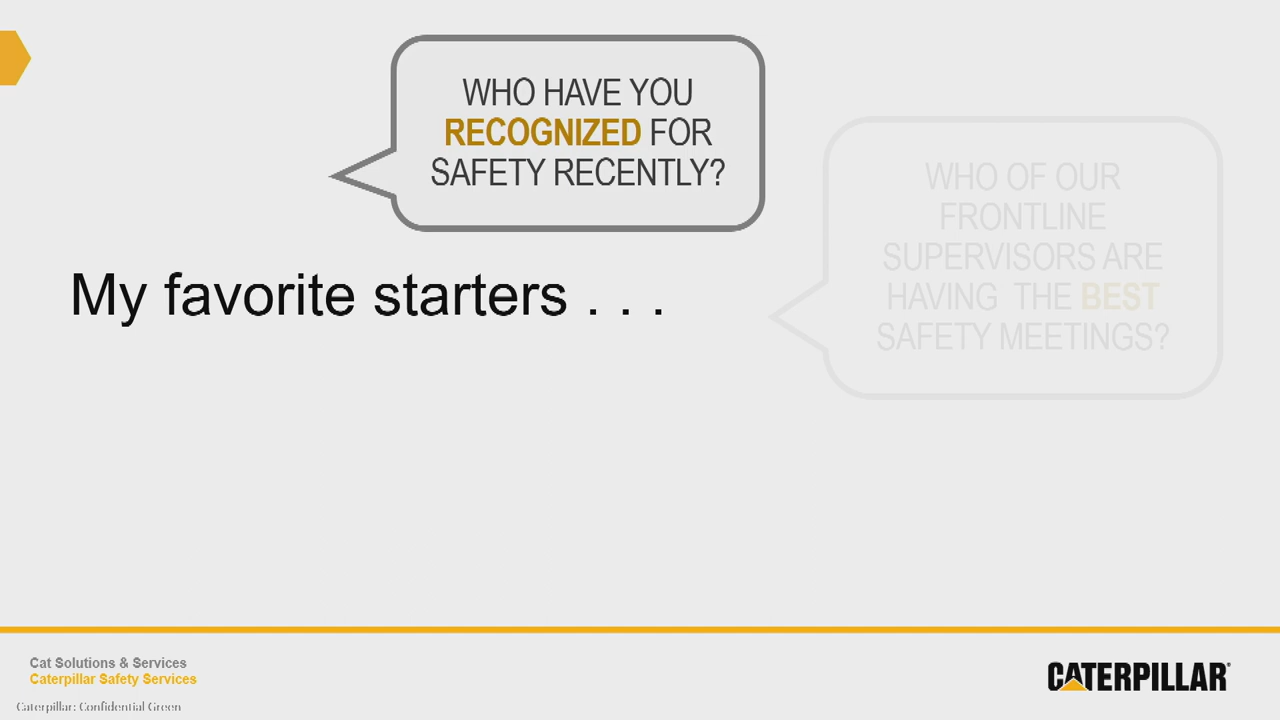 WHO HAVE YOU
RECOGNIZED FOR
SAFETY RECENTLY?
WHO OF OUR
FRONTLINE
SUPERVISORS ARE
HAVING THE BEST
SAFETY MEETINGS?
My favorite starters . . .
Cat Solutions & Services
Caterpillar Safety Services
Caterpillar: Confidential Green
CATERPILLAR®